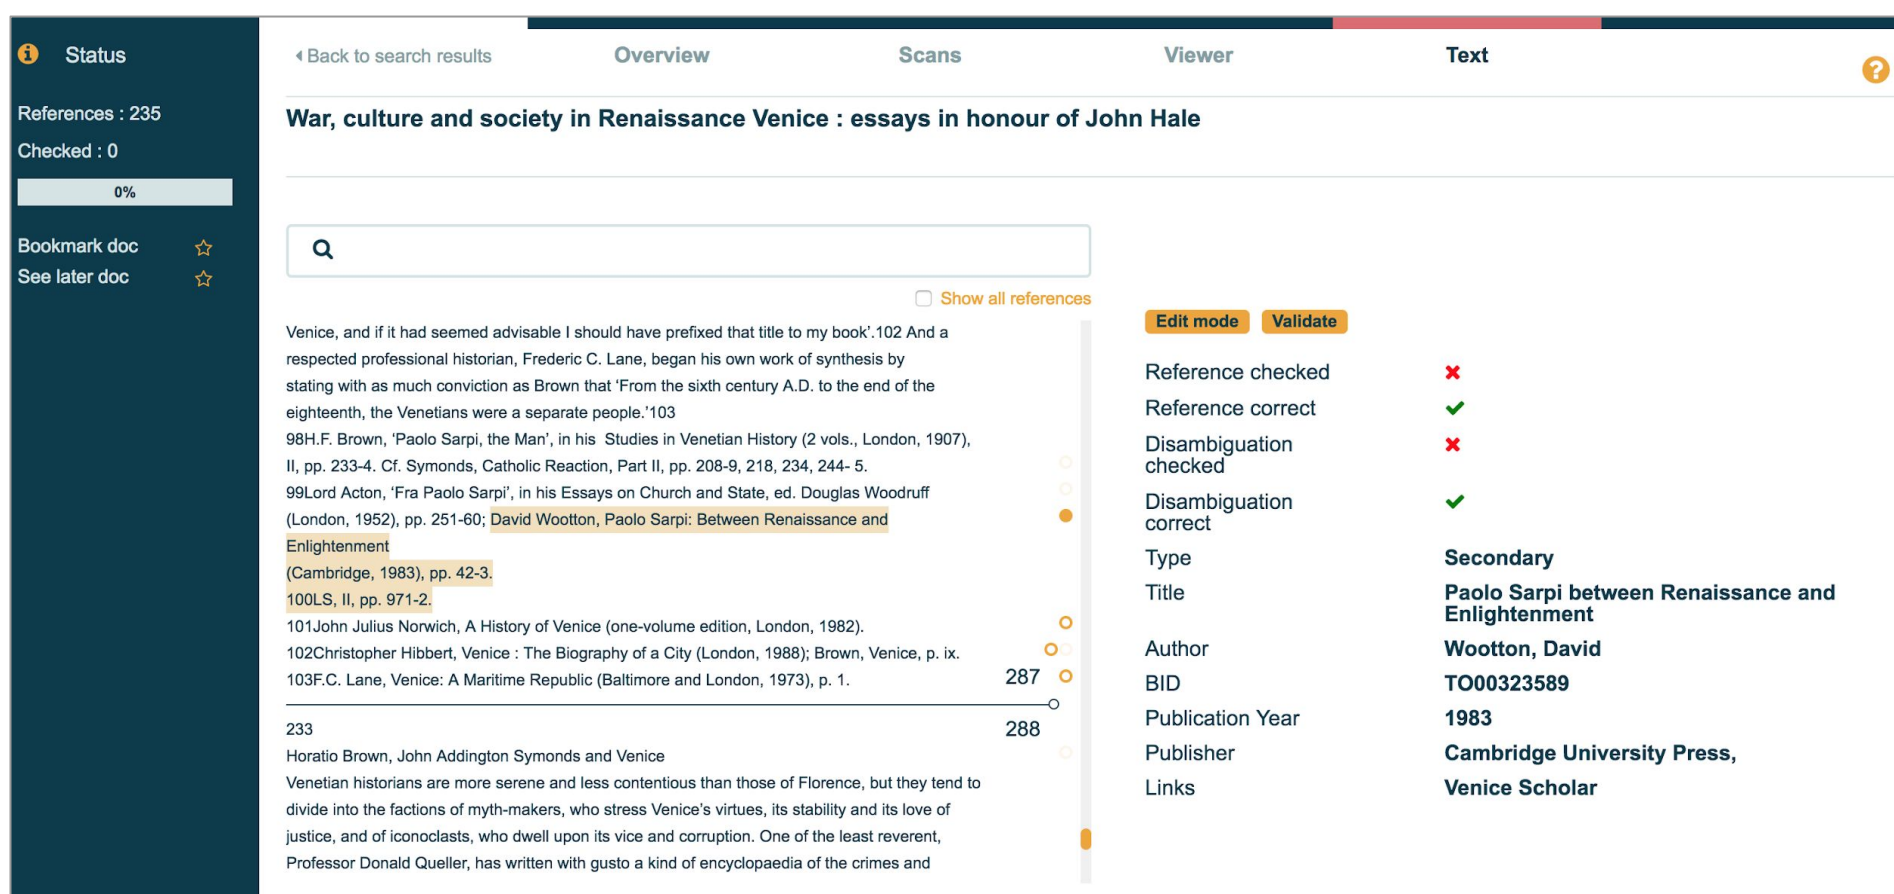 Status
References : 235
Checked : 0
0%
Bookmark doc
See later doc
Back to search results
Overview
Scans
Viewer
Text
?
War, culture and society in Renaissance Venice : essays in honour of John Hale
Show all references
Venice, and if it had seemed advisable I should have prefixed that title to my book'.102 And a
respected professional historian, Frederic C. Lane, began his own work of synthesis by
stating with as much conviction as Brown that 'From the sixth century A.D. to the end of the
eighteenth, the Venetians were a separate people.'103
98H.F. Brown, 'Paolo Sarpi, the Man', in his Studies in Venetian History (2 vols., London, 1907),
II, pp. 233-4. Cf. Symonds, Catholic Reaction, Part II, pp. 208-9, 218, 234, 244- 5.
99Lord Acton, 'Fra Paolo Sarpi', in his Essays on Church and State, ed. Douglas Woodruff
(London, 1952), pp. 251-60; David Wootton, Paolo Sarpi: Between Renaissance and
Enlightenment
(Cambridge, 1983), pp. 42-3.
100LS, II, pp. 971-2.
101John Julius Norwich, A History of Venice (one-volume edition, London, 1982).
102Christopher Hibbert, Venice : The Biography of a City (London, 1988); Brown, Venice, p. ix.
103F.C. Lane, Venice: A Maritime Republic (Baltimore and London, 1973), p. 1.
287
288
233
Horatio Brown, John Addington Symonds and Venice
Venetian historians are more serene and less contentious than those of Florence, but they tend to
divide into the factions of myth-makers, who stress Venice's virtues, its stability and its love of
justice, and of iconoclasts, who dwell upon its vice and corruption. One of the least reverent,
Professor Donald Queller, has written with gusto a kind of encyclopaedia of the crimes and
Edit mode Validate
Reference checked
Reference correct
Disambiguation
checked
Disambiguation
correct
Type Secondary
Title Paolo Sarpi between Renaissance and
Enlightenment
Author Wootton, David
BID TO00323589
Publication Year 1983
Publisher Cambridge University Press,
Links Venice Scholar